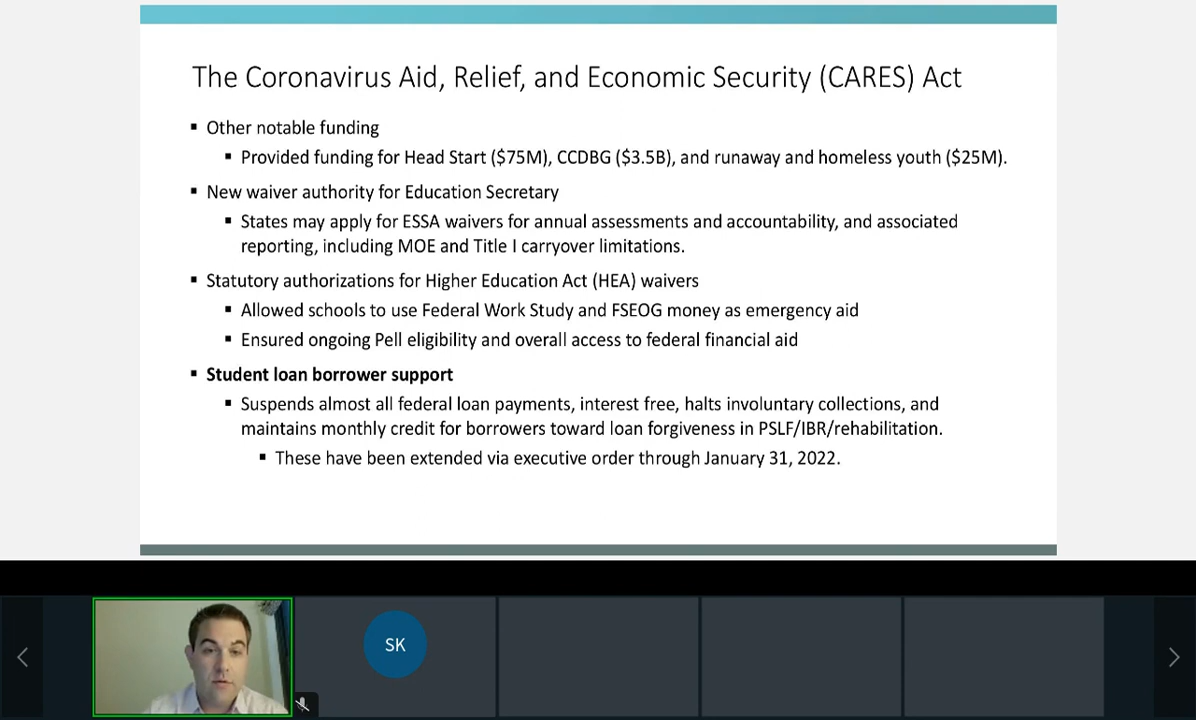 The Coronavirus Aid, Relief, and Economic Security (CARES) Act
▪ Other notable funding
▪ Provided funding for Head Start ($75M), CCDBG ($3.5B), and runaway and homeless youth ($25M).
▪ New waiver authority for Education Secretary
▪ States may apply for ESSA waivers for annual assessments and accountability, and associated
reporting, including MOE and Title I carryover limitations.
▪ Statutory authorizations for Higher Education Act (HEA) waivers
▪ Allowed schools to use Federal Work Study and FSEOG money as emergency aid
▪ Ensured ongoing Pell eligibility and overall access to federal financial aid
▪ Student loan borrower support
▪ Suspends almost all federal loan payments, interest free, halts involuntary collections, and
maintains monthly credit for borrowers toward loan forgiveness in PSLF/IBR/rehabilitation.
▪ These have been extended via executive order through January 31, 2022.
SK